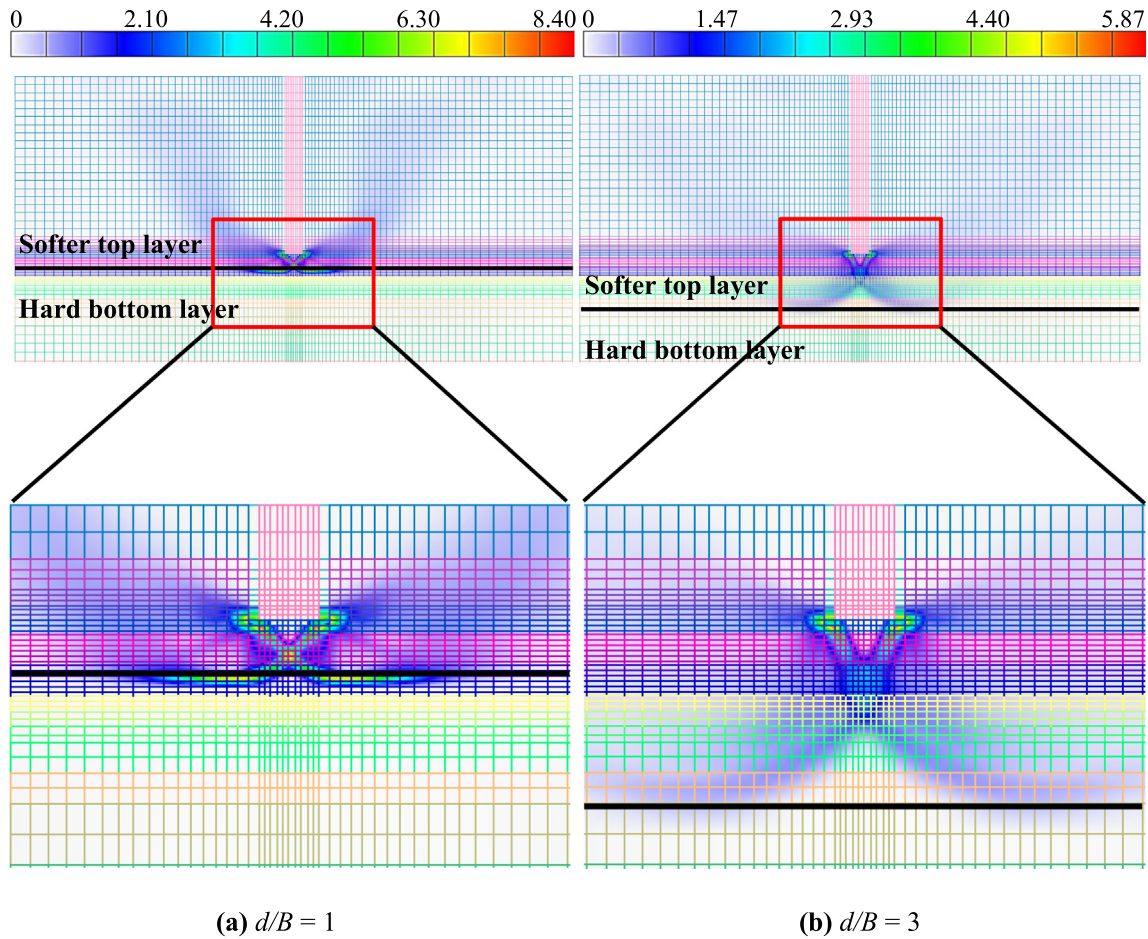 0 2.10 4.20 6.30 8.40
0 1.47 2.93 4.40 5.87
Softer top layer
Hard bottom layer
Softer top layer
Hard bottom layer
(a) d/B = 1
(b) d/B = 3